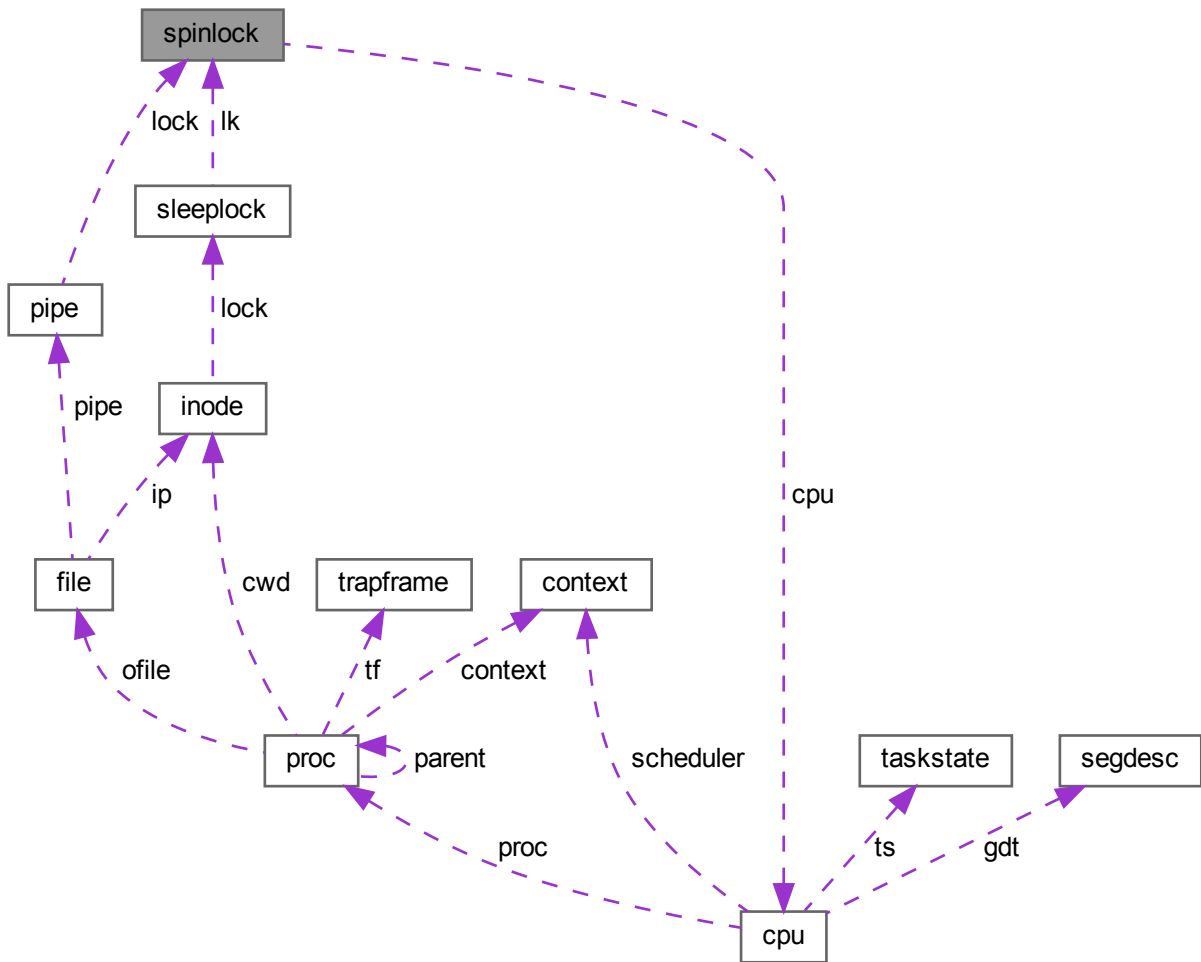 spinlock
lock
lk
sleeplock
pipe
lock
inode
pipe
ip
cpu
file
cwd
trapframe
context
ofile
tf
context
proc
parent
scheduler
taskstate
segdesc
proc
ts
gdt
cpu